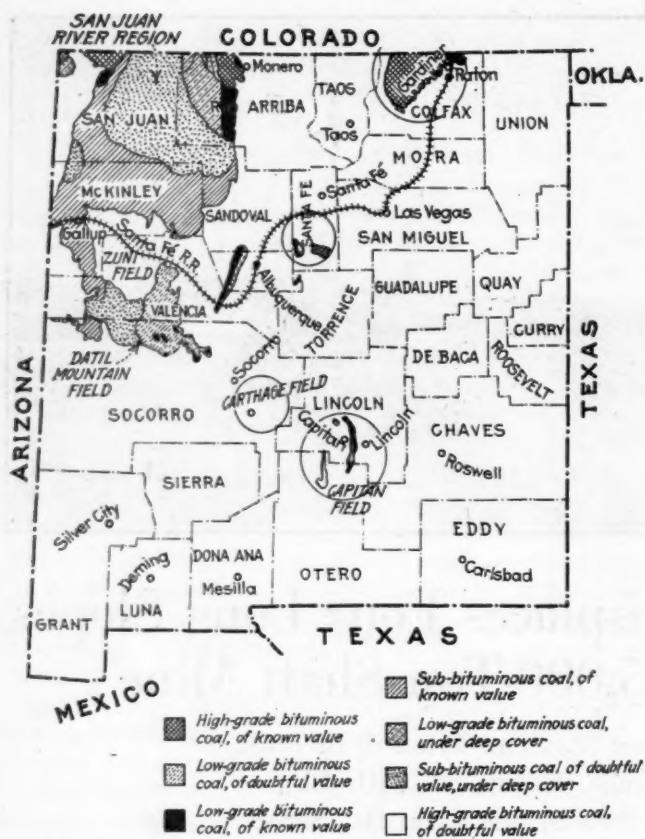 SAN JUAN
RIVER REGION
COLORADO
Monero
Gardiner
Raton
OKLA.
SAN JUAN
ARRIBA
TAOS
Taos
COLFAX
UNION
MORA
McKINLEY
SANDOVAL
SANTA FE
Santa Fé
Las Vegas
Gallup
Santa Fé R.R.
SAN MIGUEL
ZUNI FIELD
Albuquerque
GUADALUPE
QUAY
VALENCIA
TORRENCE
CURRY
DATIL
MOUNTAIN
FIELD
Socorro
DE BACA
ROOSEVELT
TEXAS
ARIZONA
SOCORRO
CARTHAGE FIELD
LINCOLN
Capitan
Lincoln
CHAVES
Roswell
SIERRA
CAPITAN
FIELD
Silver City
EDDY
Carlsbad
Deming
DONA ANA
Mesilla
OTERO
LUNA
GRANT
TEXAS
MEXICO
High-grade bituminous
coal, of known value
Low-grade bituminous
coal, of doubtful value
Low-grade bituminous
coal, of known value
Sub-bituminous coal, of
known value
Low-grade bituminous coal,
under deep cover
Sub-bituminous coal of doubtful
value, under deep cover
High-grade bituminous coal,
of doubtful value